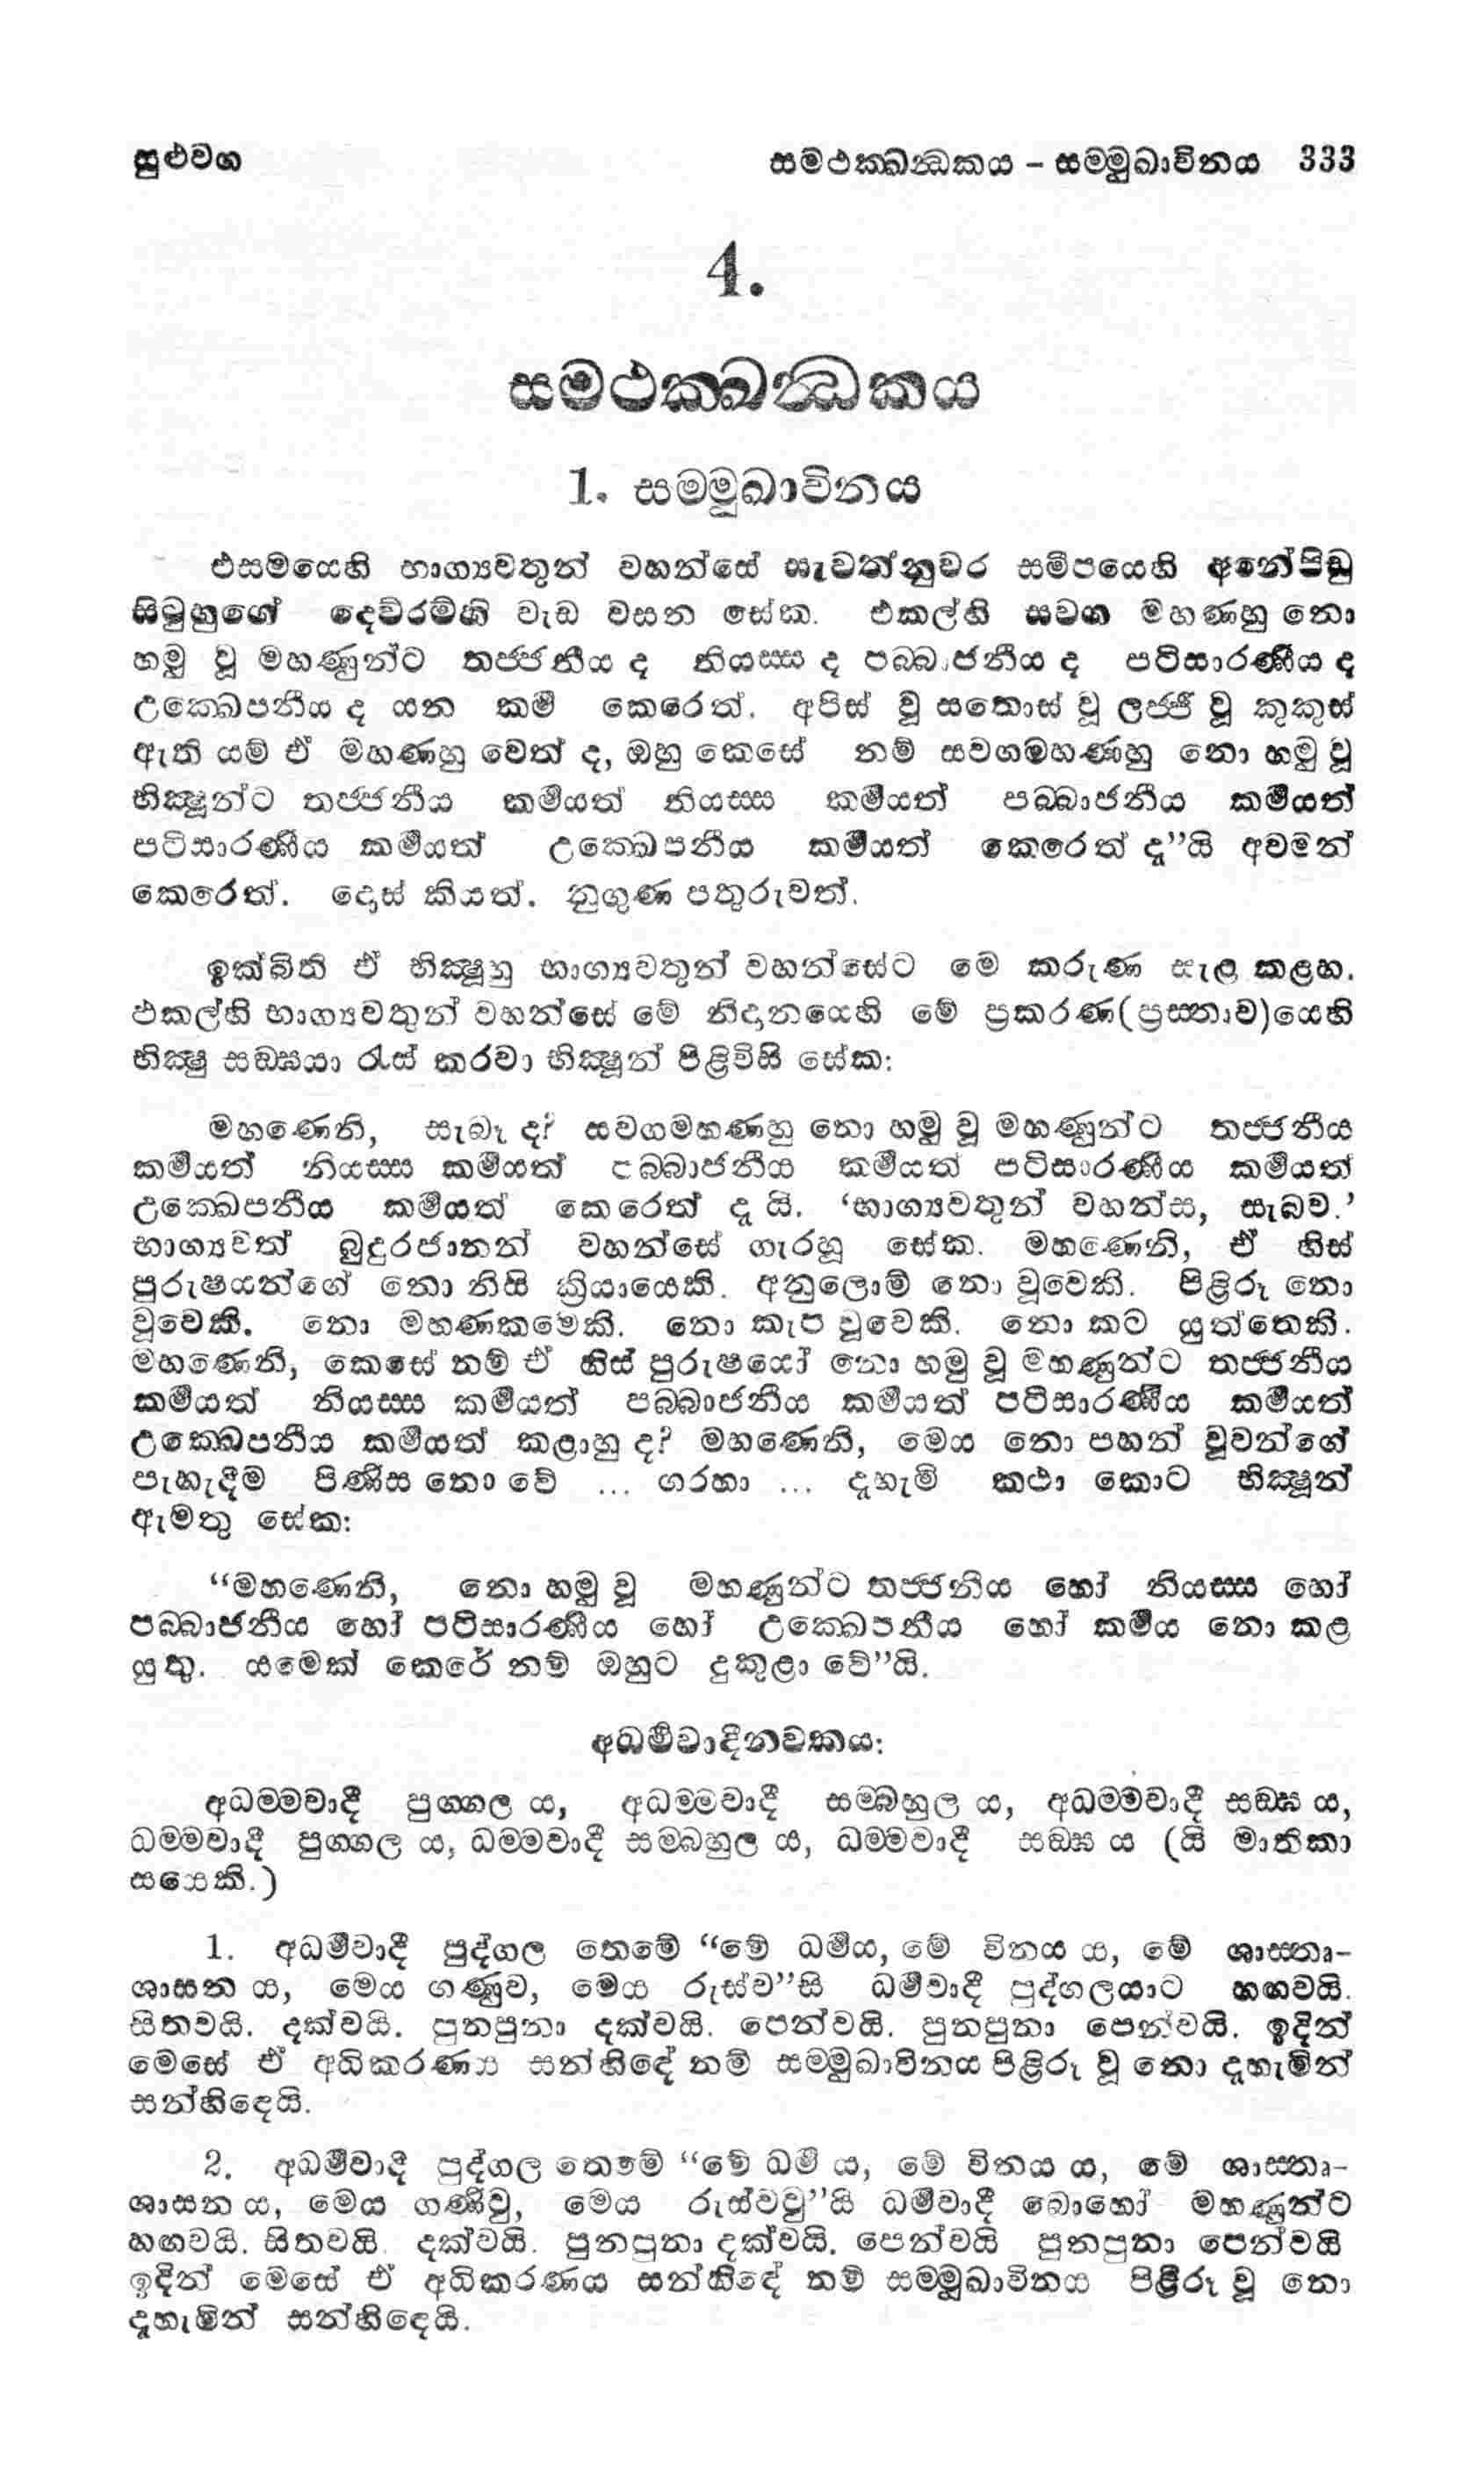 සුළුවග සමථක්ඛන්ධකය – සම්මුඛාවිනය 333
4.
සමථක්ඛන්ධකය
1. සම්මුඛාවිනය
එසමයෙහි භාග්‍යවතුන් වහන්සේ සැවත්නුවර සමීපයෙහි අනේපිඬු
සිටුහුගේ දෙව්රම්හි වැඩ වසන සේක. එකල්හි සවග මහණහු නො
හමු වූ මහණුන්ට තජ්ජනීය ද නියස්ස ද පබ්බාජනීය ද පටිසාරණීය ද
උක්ඛෙපනීය ද යන කර්ම කෙරෙත්. අපිස් වූ සතොස් වූ ලජ්ජී වූ කුකුස්
ඇති යම් ඒ මහණහු වෙත් ද, ඔහු කෙසේ නම් සවගමහණහු නො හමු වූ
භික්‍ෂූන්ට තජ්ජනීය කර්මයත් නියස්ස කර්මයත් පබ්බාජනීය කර්මයත්
පටිසාරණීය කර්මයත් උක්ඛෙපනීය කර්මයත් කෙරෙත් දැ”යි අවමන්
කෙරෙත්. දොස් කියත්. නුගුණ පතුරුවත්.
ඉක්බිති ඒ භික්‍ෂූහු භාග්‍යවතුන් වහන්සේට මෙ කරුණ සැළ කළහ.
එකල්හි භාග්‍යවතුන් වහන්සේ මේ නිදානයෙහි මේ ප්‍රකරණ(ප්‍රස්තාව)යෙහි
භික්‍ෂු සඞ්ඝයා රැස් කරවා භික්‍ෂූන් පිළිවිසි සේක:
මහණෙනි, සැබෑ ද? සවගමහණහු නො හමු වූ මහණුන්ට තජ්ජනීය
කර්මයත් නියස්ස කර්මයත් පබ්බාජනීය කර්මයත් පටිසාරණීය කර්මයත්
උක්ඛෙපනීය කර්මයත් කෙරෙත් දැ යි. ‘භාග්‍යවතුන් වහන්ස, සැබව.’
භාග්‍යවත් බුදුරජානන් වහන්සේ ගැරහූ සේක. මහණෙනි, ඒ හිස්
පුරුෂයන්ගේ නො නිසි ක්‍රියායෙකි. අනුලොම් නො වූවෙකි. පිළිරූ නො
වූවෙකි. නො මහණකමෙකි. නො කැප වූවෙකි. නො කට යුත්තෙකි.
මහණෙනි, කෙසේ නම් ඒ හිස් පුරුෂයෝ නො හමු වූ මහණුන්ට තජ්ජනීය
කර්මයත් නියස්ස කර්මයත් පබ්බාජනීය කර්මයත් පටිසාරණීය කර්මයත්
උක්ඛෙපනීය කර්මයත් කළාහු ද? මහණෙනි, මෙය නො පහන් වූවන්ගේ
පැහැදීම පිණිස නො වේ ... ගරහා ... දැහැමි කථා කොට භික්‍ෂූන්
ඇමතූ සේක:
“මහණෙනි, නො හමු වූ මහණුන්ට තජ්ජනීය හෝ නියස්ස හෝ
පබ්බාජනීය හෝ පටිසාරණීය හෝ උක්ඛෙපනීය හෝ කර්මය නො කළ
යුතු. යමෙක් කෙරේ නම් ඔහුට දුකුළා වේ”යි.
අධර්මවාදීනවකය:
අධම්මවාදී පුග්ගල ය, අධම්මවාදී සම්බහුල ය, අධම්මවාදී සඞ්ඝ ය,
ධම්මවාදී පුග්ගල ය, ධම්මවාදී සම්බහුල ය, ධම්මවාදී සඞ්ඝ ය (යි මාතිකා
සයෙකි.)
1. අධර්මවාදී පුද්ගල තෙමේ “මේ ධර්මය, මේ විනය ය, මේ ශාස්තෘ-
ශාසන ය, මෙය ගණුව, මෙය රුස්ව”යි ධර්මවාදී පුද්ගලයාට හඟවයි.
සිතවයි. දක්වයි. පුනපුනා දක්වයි. පෙන්වයි. පුනපුනා පෙන්වයි. ඉදින්
මෙසේ ඒ අධිකරණය සන්හිඳේ නම් සම්මුඛාවිනය පිළිරූ වූ නො දැහැමින්
සන්හිඳෙයි.
2. අධර්මවාදී පුද්ගල තෙමේ “මේ ධර්ම ය, මේ විනය ය, මේ ශාස්තෘ-
ශාසන ය, මෙය ගණිවු, මෙය රුස්වවු”යි ධර්මවාදී බොහෝ මහණුන්ට
හඟවයි. සිතවයි. දක්වයි. පුනපුනා දක්වයි. පෙන්වයි පුනපුනා පෙන්වයි
ඉදින් මෙසේ ඒ අධිකරණය සන්හිඳේ නම් සම්මුඛාවිනය පිළිරූ වූ නො
දැහැමින් සන්හිඳෙයි.